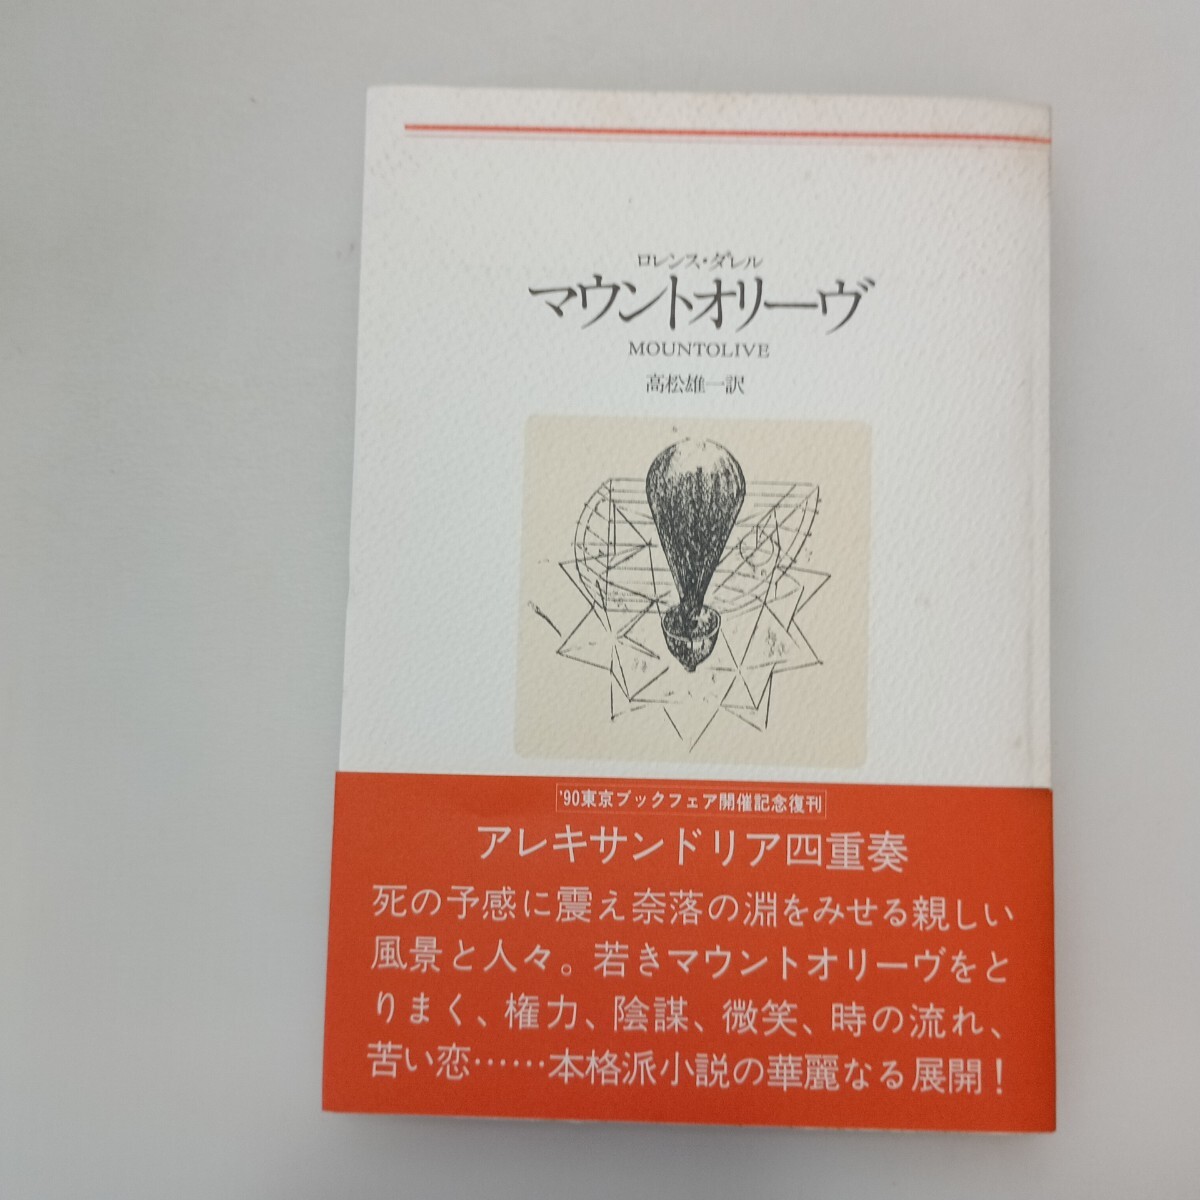 ロレンス・ダレル
マウントオリーヴ
MOUNTOLIVE
高松雄一訳
'90東京ブックフェア開催記念復刊
アレキサンドリア四重奏
死の予感に震え奈落の淵をみせる親しい
風景と人々。若きマウントオリーヴをと
りまく、権力、陰謀、微笑、時の流れ、
苦い恋……本格派小説の華麗なる展開!